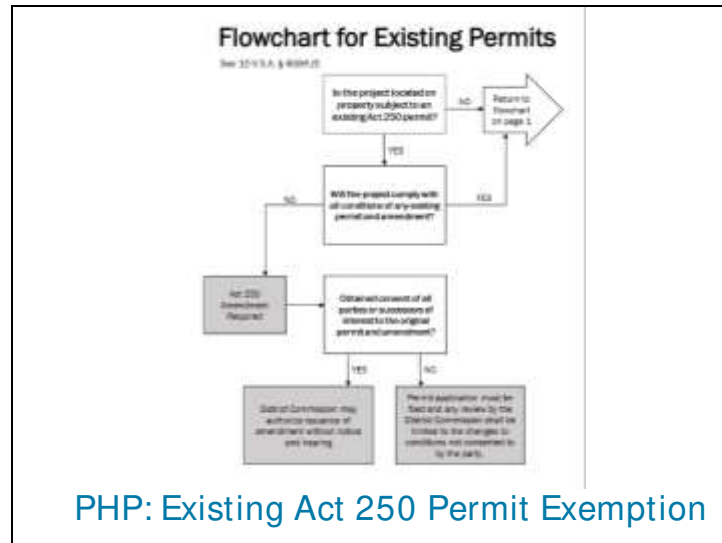 Flowchart for Existing Permits
See 10 V.S.A. §
Is the project located on
property subject to an
existing Act 250 permit?
NO
Return to
flowchart
on page 1
YES
Will the project comply with
all conditions of any existing
permit and amendment?
NO
YES
Act 250
Amendment
Required
Obtained consent of all
parties or successors of
interest to the original
permit and amendment?
YES
NO
District Commission may
authorize issuance of
amendment without notice
and hearing
Permit application must be
filed and any review by the
District Commission shall be
limited to the changes to
conditions not consented to
by the party.
PHP: Existing Act 250 Permit Exemption